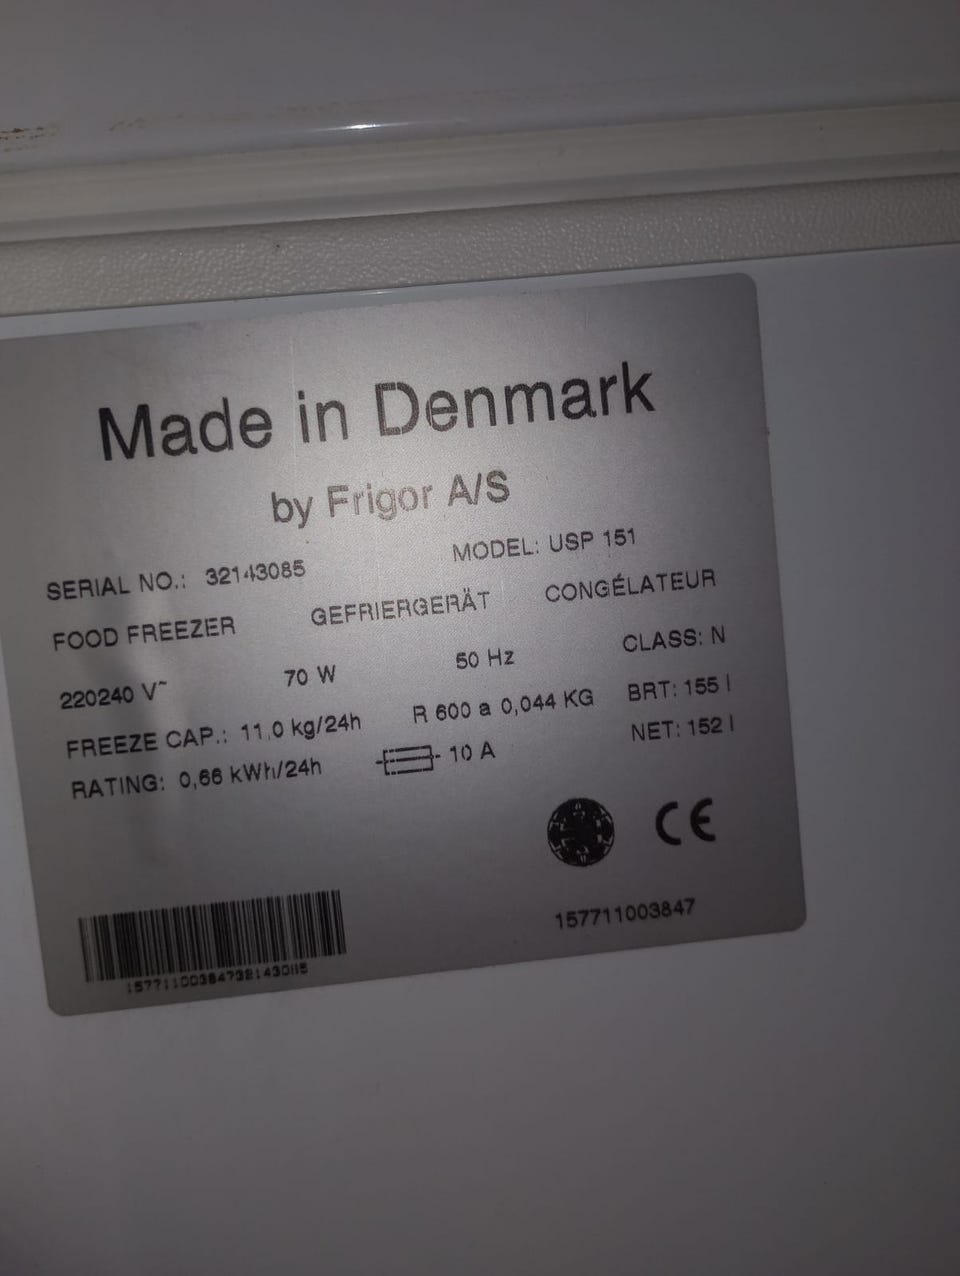 Made in Denmark
by Frigor A/S
SERIAL NO.: 32143085 MODEL: USP 151
FOOD FREEZER GEFRIERGERÄT CONGÉLATEUR
220240 V~ 70 W 50 Hz CLASS: N
FREEZE CAP.: 11,0 kg/24h R 600 a 0,044 KG BRT: 155 l
RATING: 0,66 kWh/24h 10 A NET: 152 l
CE
157711003847
15771100384732143085